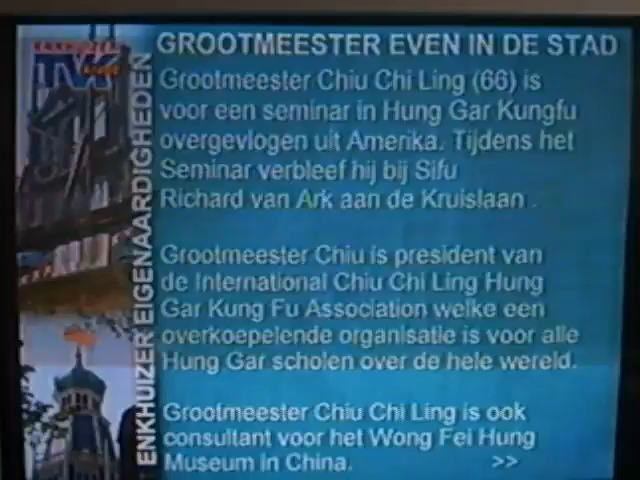 ENKHUIZER
TVK
ENKHUIZER EIGENAARDIGHEDEN
GROOTMEESTER EVEN IN DE STAD
Grootmeester Chiu Chi Ling (66) is
voor een seminar in Hung Gar Kungfu
overgevlogen uit Amerika. Tijdens het
Seminar verbleef hij bij Sifu
Richard van Ark aan de Kruislaan .
Grootmeester Chiu is president van
de International Chiu Chi Ling Hung
Gar Kung Fu Association welke een
overkoepelende organisatie is voor alle
Hung Gar scholen over de hele wereld.
Grootmeester Chiu Chi Ling is ook
consultant voor het Wong Fei Hung
Museum in China. >>